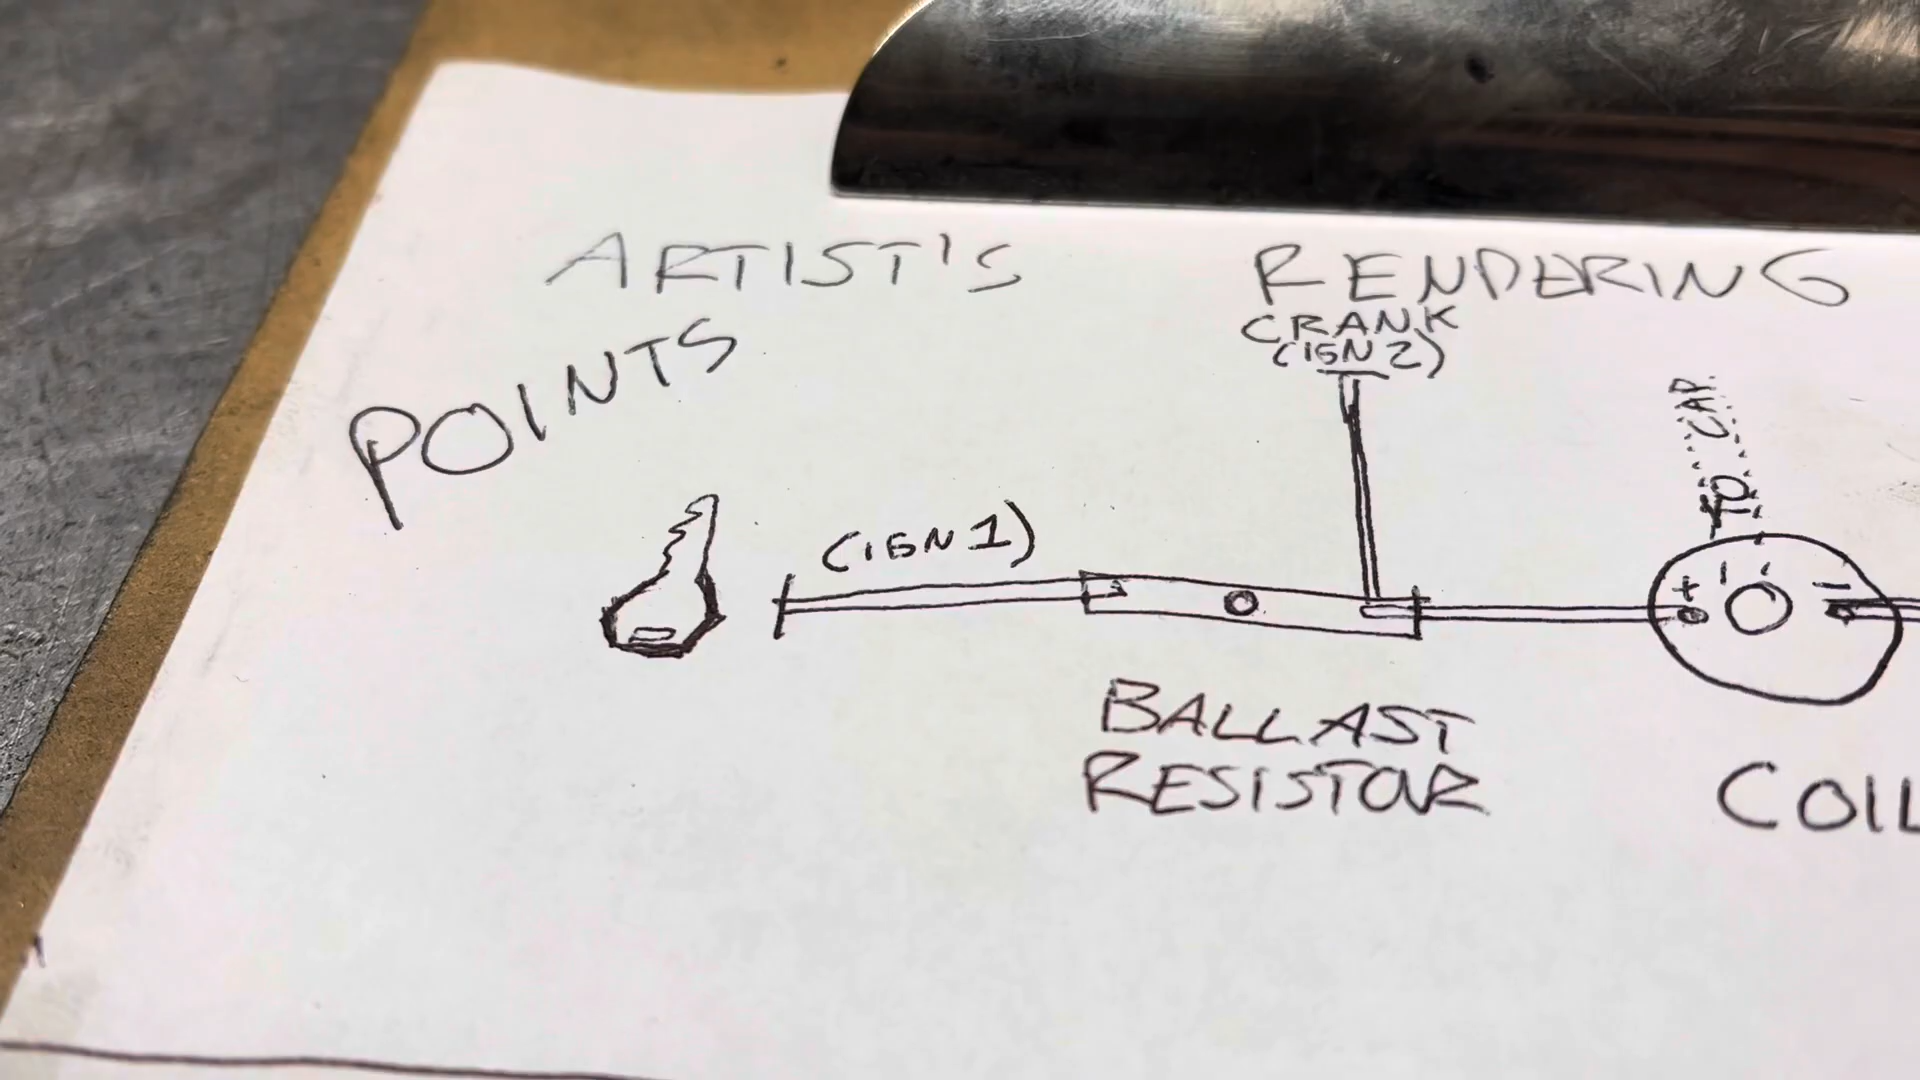 ARTIST'S RENDERING
POINTS
CRANK
(IGN 2)
(IGN 1)
TO CAP.
+ -
BALLAST
RESISTOR
COIL